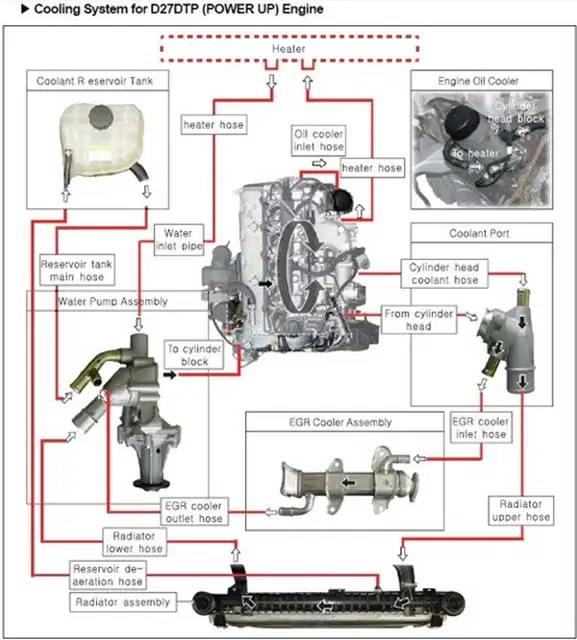 ▶ Cooling System for D27DTP (POWER UP) Engine
Heater
Coolant R eservoir Tank
Engine Oil Cooler
Cylinder
head block
To heater
heater hose
Oil cooler
inlet hose
heater hose
Water
inlet pipe
Coolant Port
Reservoir tank
main hose
Cylinder head
coolant hose
Water Pump Assembly
From cylinder
head
To cylinder
block
EGR Cooler Assembly
EGR cooler
inlet hose
EGR cooler
outlet hose
Radiator
upper hose
Radiator
lower hose
Reservoir de-
aeration hose
Radiator assembly